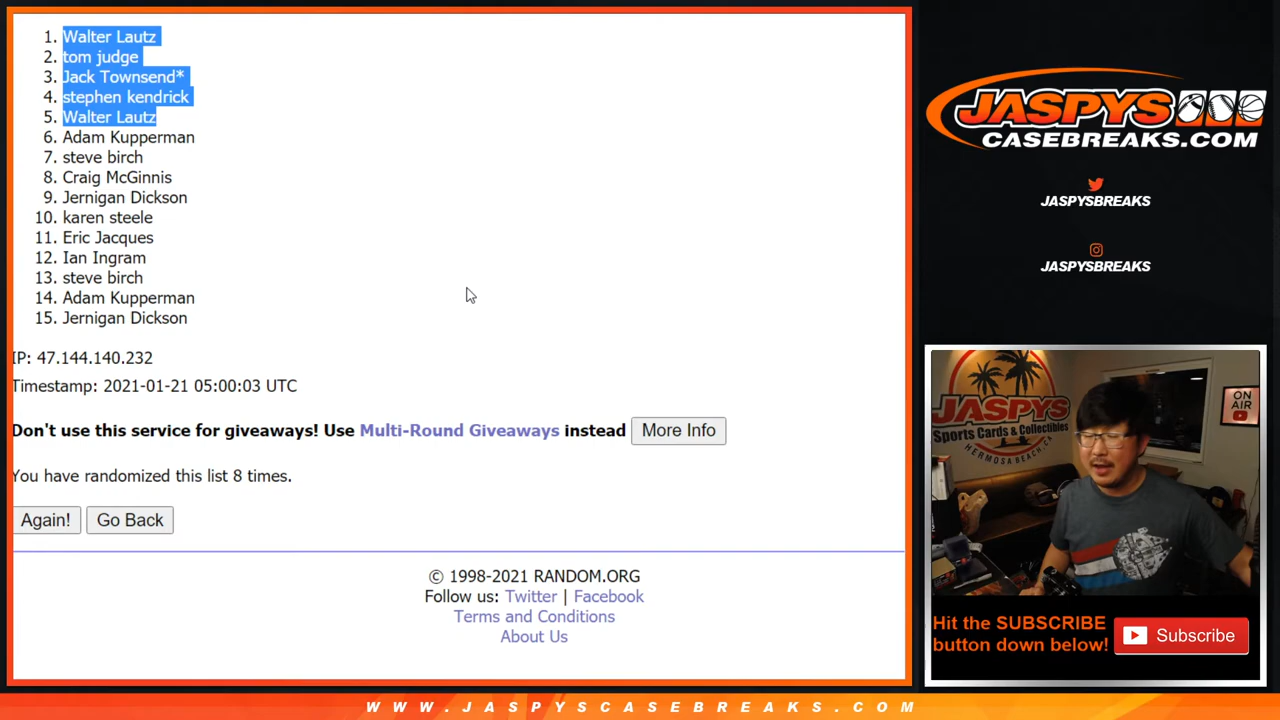 1. Walter Lautz
2. tom judge
3. Jack Townsend*
4. stephen kendrick
5. Walter Lautz
6. Adam Kupperman
7. steve birch
8. Craig McGinnis
9. Jernigan Dickson
10. karen steele
11. Eric Jacques
12. Ian Ingram
13. steve birch
14. Adam Kupperman
15. Jernigan Dickson
IP: 47.144.140.232
Timestamp: 2021-01-21 05:00:03 UTC
Don't use this service for giveaways! Use Multi-Round Giveaways instead More Info
You have randomized this list 8 times.
Again! Go Back
© 1998-2021 RANDOM.ORG
Follow us: Twitter | Facebook
Terms and Conditions
About Us
JASPYS
CASEBREAKS.COM
JASPYSBREAKS
JASPYSBREAKS
JASPYS
Sports Cards & Collectibles
HERMOSA BEACH, CA
ON
AIR
Hit the SUBSCRIBE
button down below!
Subscribe
WWW.JASPYSCASEBREAKS.COM